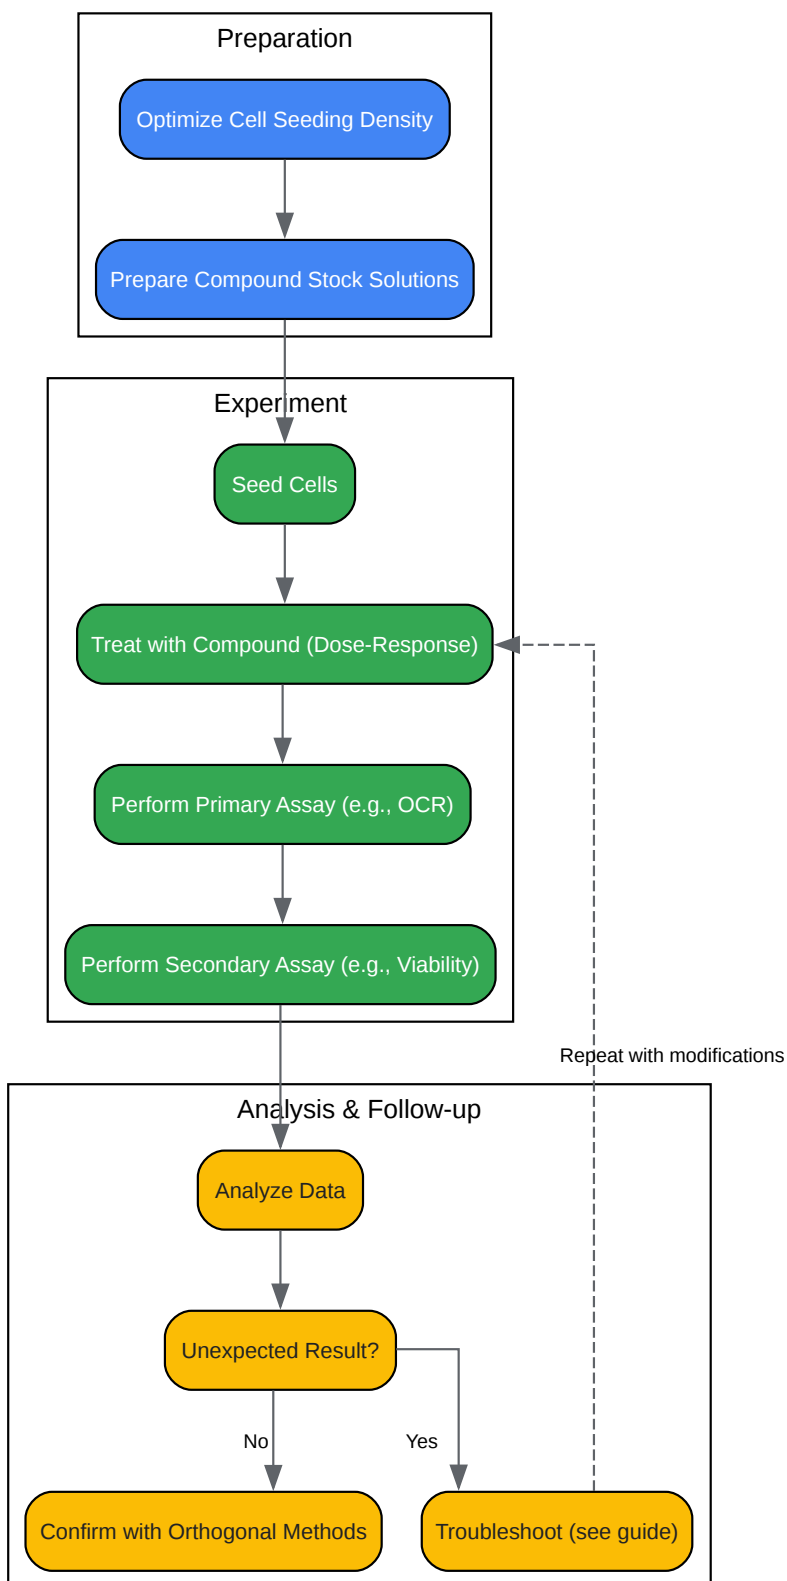 Preparation
Optimize Cell Seeding Density
Prepare Compound Stock Solutions
Experiment
Seed Cells
Treat with Compound (Dose-Response)
Perform Primary Assay (e.g., OCR)
Perform Secondary Assay (e.g., Viability)
Repeat with modifications
Analysis & Follow-up
Analyze Data
Unexpected Result?
No
Yes
Confirm with Orthogonal Methods
Troubleshoot (see guide)